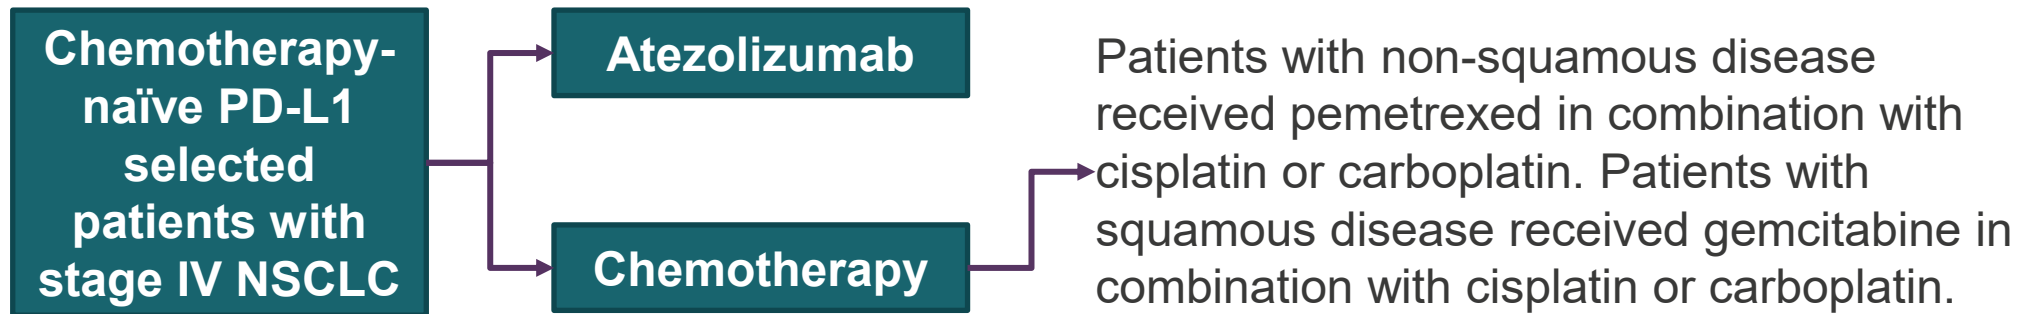 Chemotherapy-
naïve PD-L1
selected
patients with
stage IV NSCLC
Atezolizumab
Chemotherapy
Patients with non-squamous disease
received pemetrexed in combination with
cisplatin or carboplatin. Patients with
squamous disease received gemcitabine in
combination with cisplatin or carboplatin.